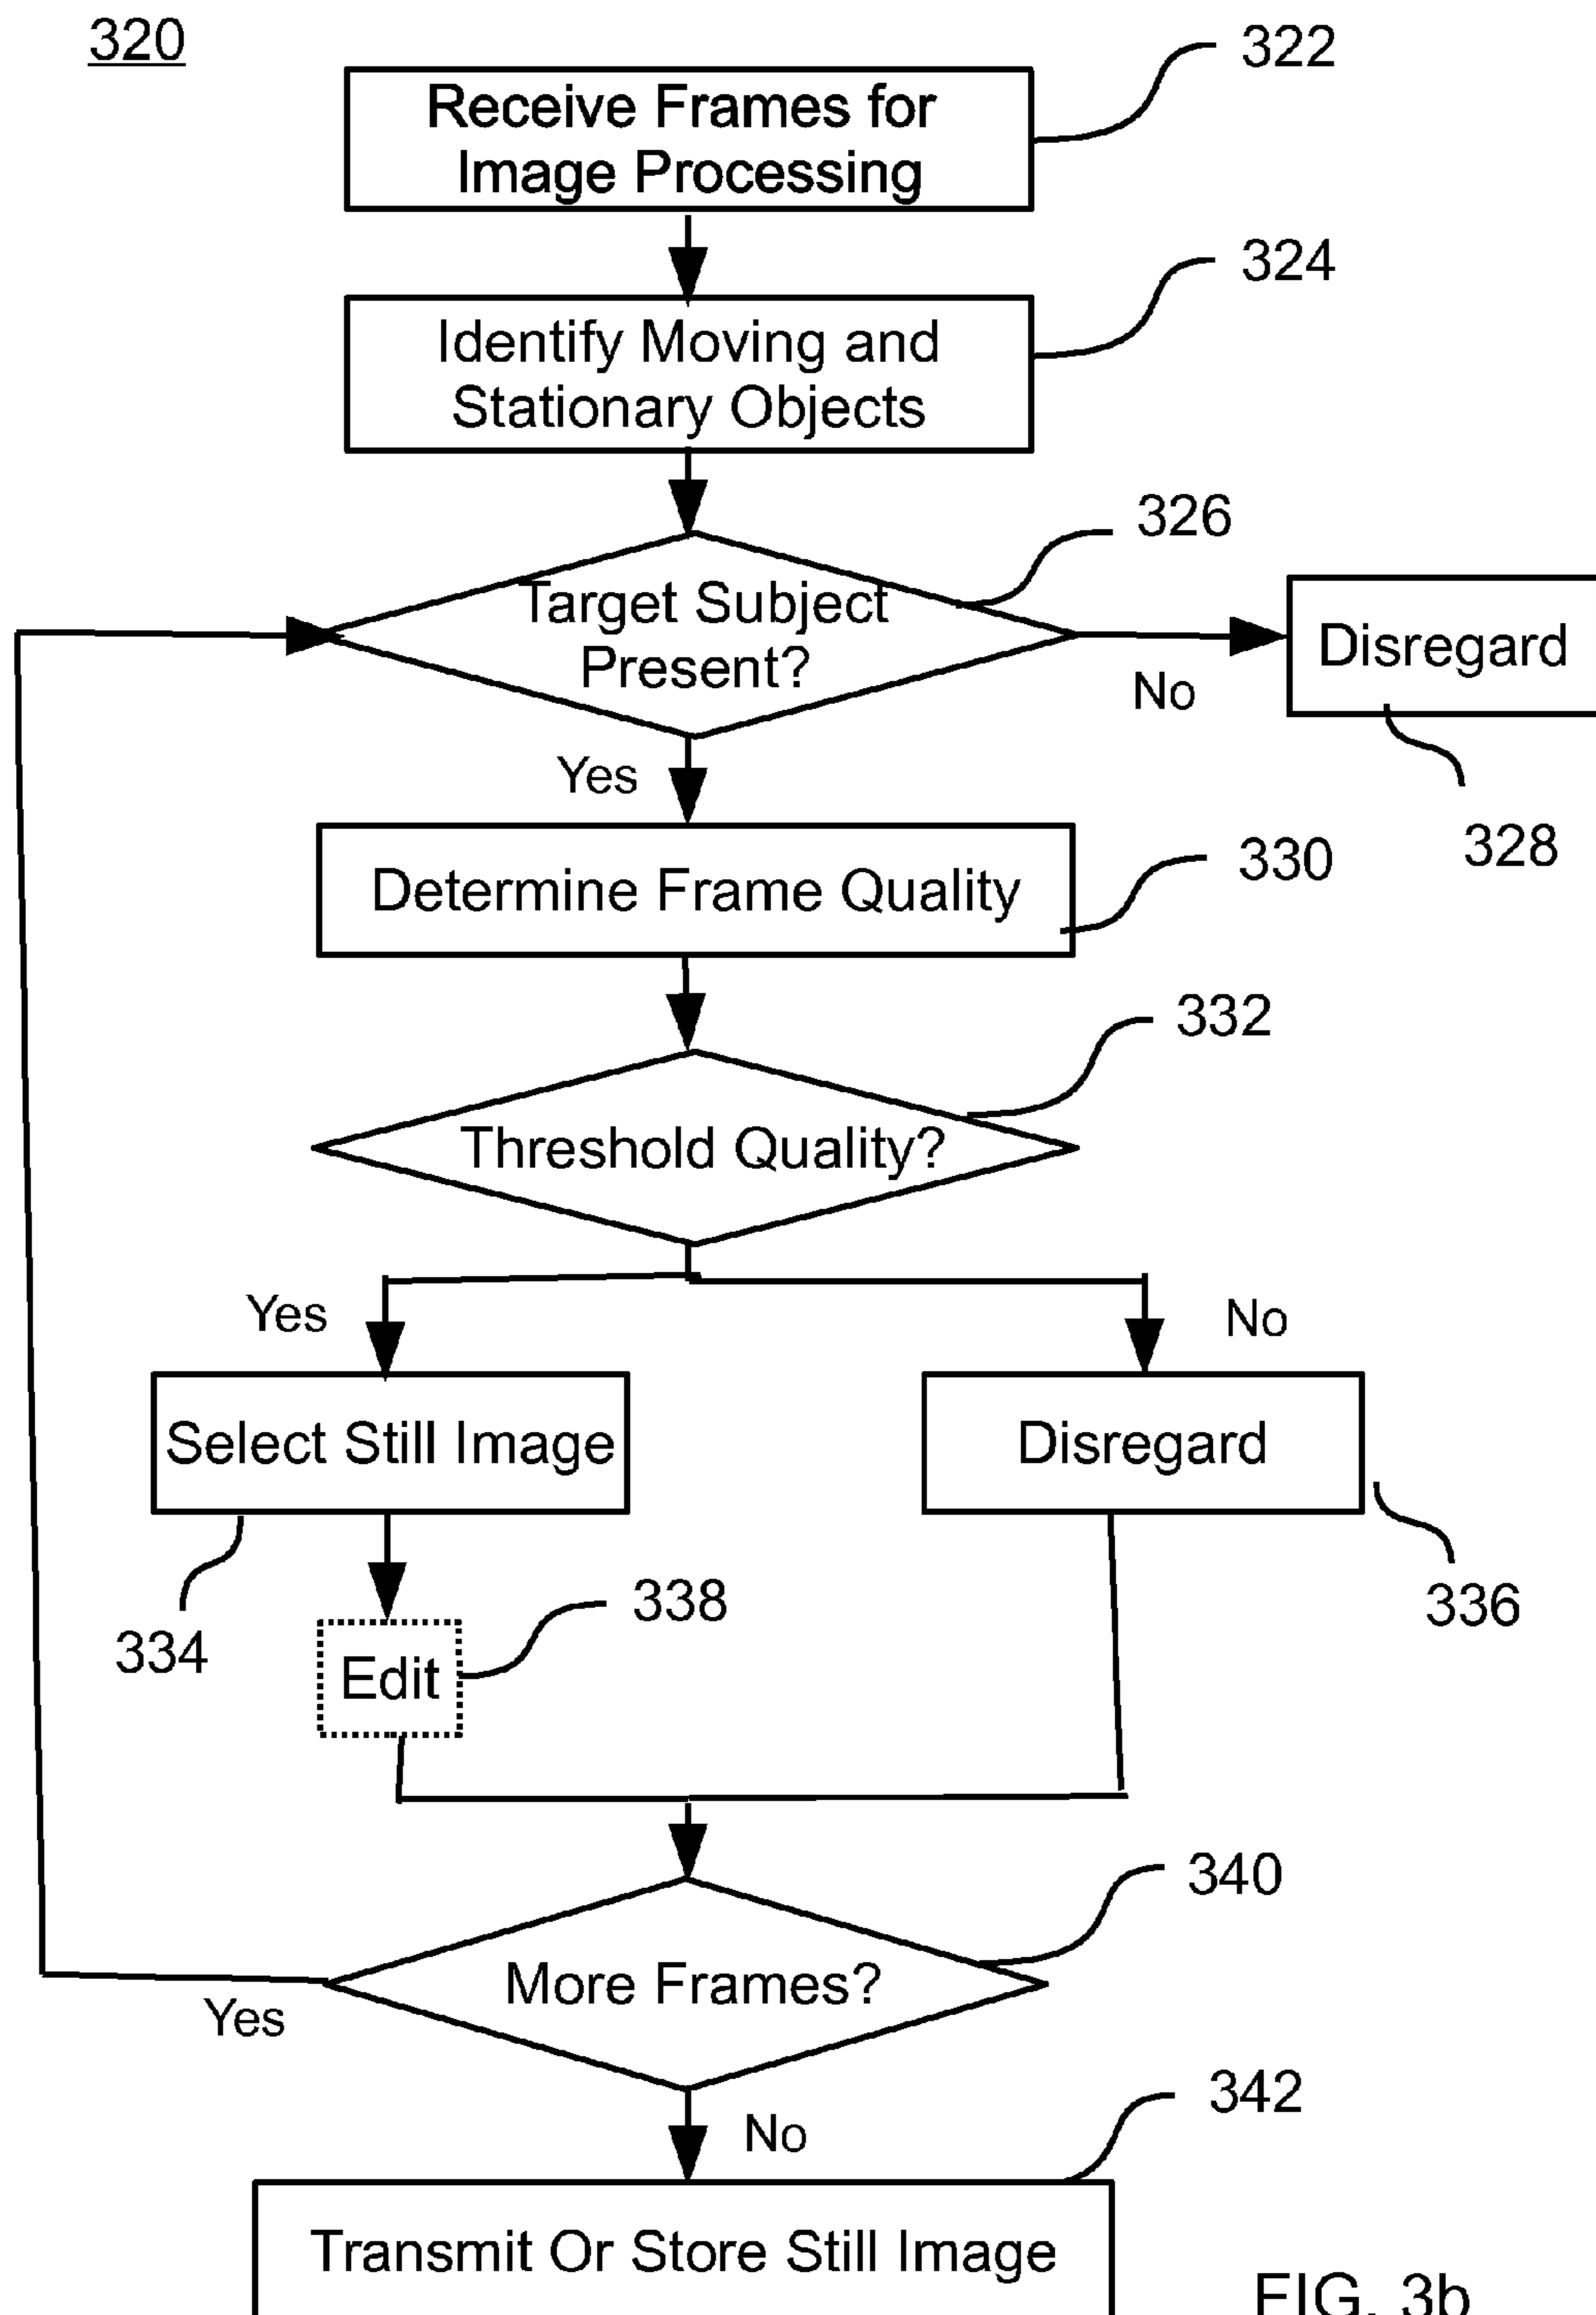 320
322
Receive Frames for
Image Processing
324
Identify Moving and
Stationary Objects
326
Target Subject
Present?
Disregard
No
328
Yes
330
Determine Frame Quality
332
Threshold Quality?
Yes
No
Select Still Image
Disregard
334
336
338
Edit
340
More Frames?
Yes
342
No
Transmit Or Store Still Image
FIG. 3b